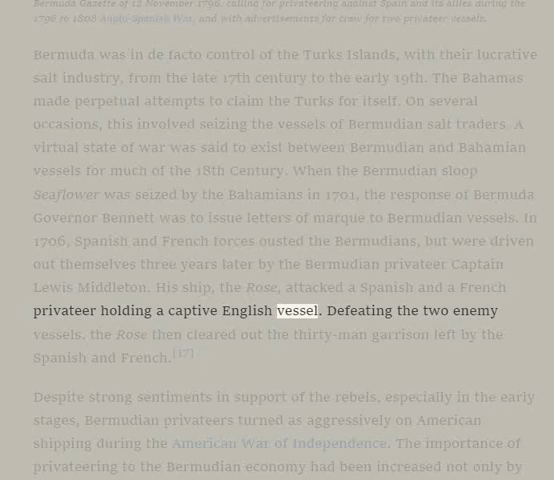 Bermuda Gazette of 12 November 1796, calling for privateering against Spain and its allies during the
1796 to 1808 Anglo-Spanish War, and with advertisements for crew for two privateer vessels.
Bermuda was in de facto control of the Turks Islands, with their lucrative
salt industry, from the late 17th century to the early 19th. The Bahamas
made perpetual attempts to claim the Turks for itself. On several
occasions, this involved seizing the vessels of Bermudian salt traders. A
virtual state of war was said to exist between Bermudian and Bahamian
vessels for much of the 18th Century. When the Bermudian sloop
Seaflower was seized by the Bahamians in 1701, the response of Bermuda
Governor Bennett was to issue letters of marque to Bermudian vessels. In
1706, Spanish and French forces ousted the Bermudians, but were driven
out themselves three years later by the Bermudian privateer Captain
Lewis Middleton. His ship, the Rose, attacked a Spanish and a French
privateer holding a captive English vessel. Defeating the two enemy
vessels, the Rose then cleared out the thirty-man garrison left by the
Spanish and French.[17]
Despite strong sentiments in support of the rebels, especially in the early
stages, Bermudian privateers turned as aggressively on American
shipping during the American War of Independence. The importance of
privateering to the Bermudian economy had been increased not only by